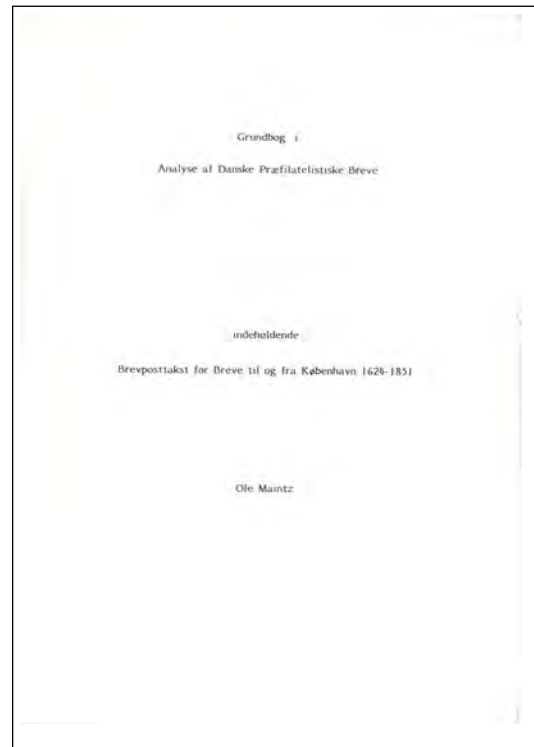 Grundbog i
Analyse af Danske Præfilatelistiske Breve
indeholdende
Brevposttakst for Breve til og fra København 1624-1851
Ole Maintz